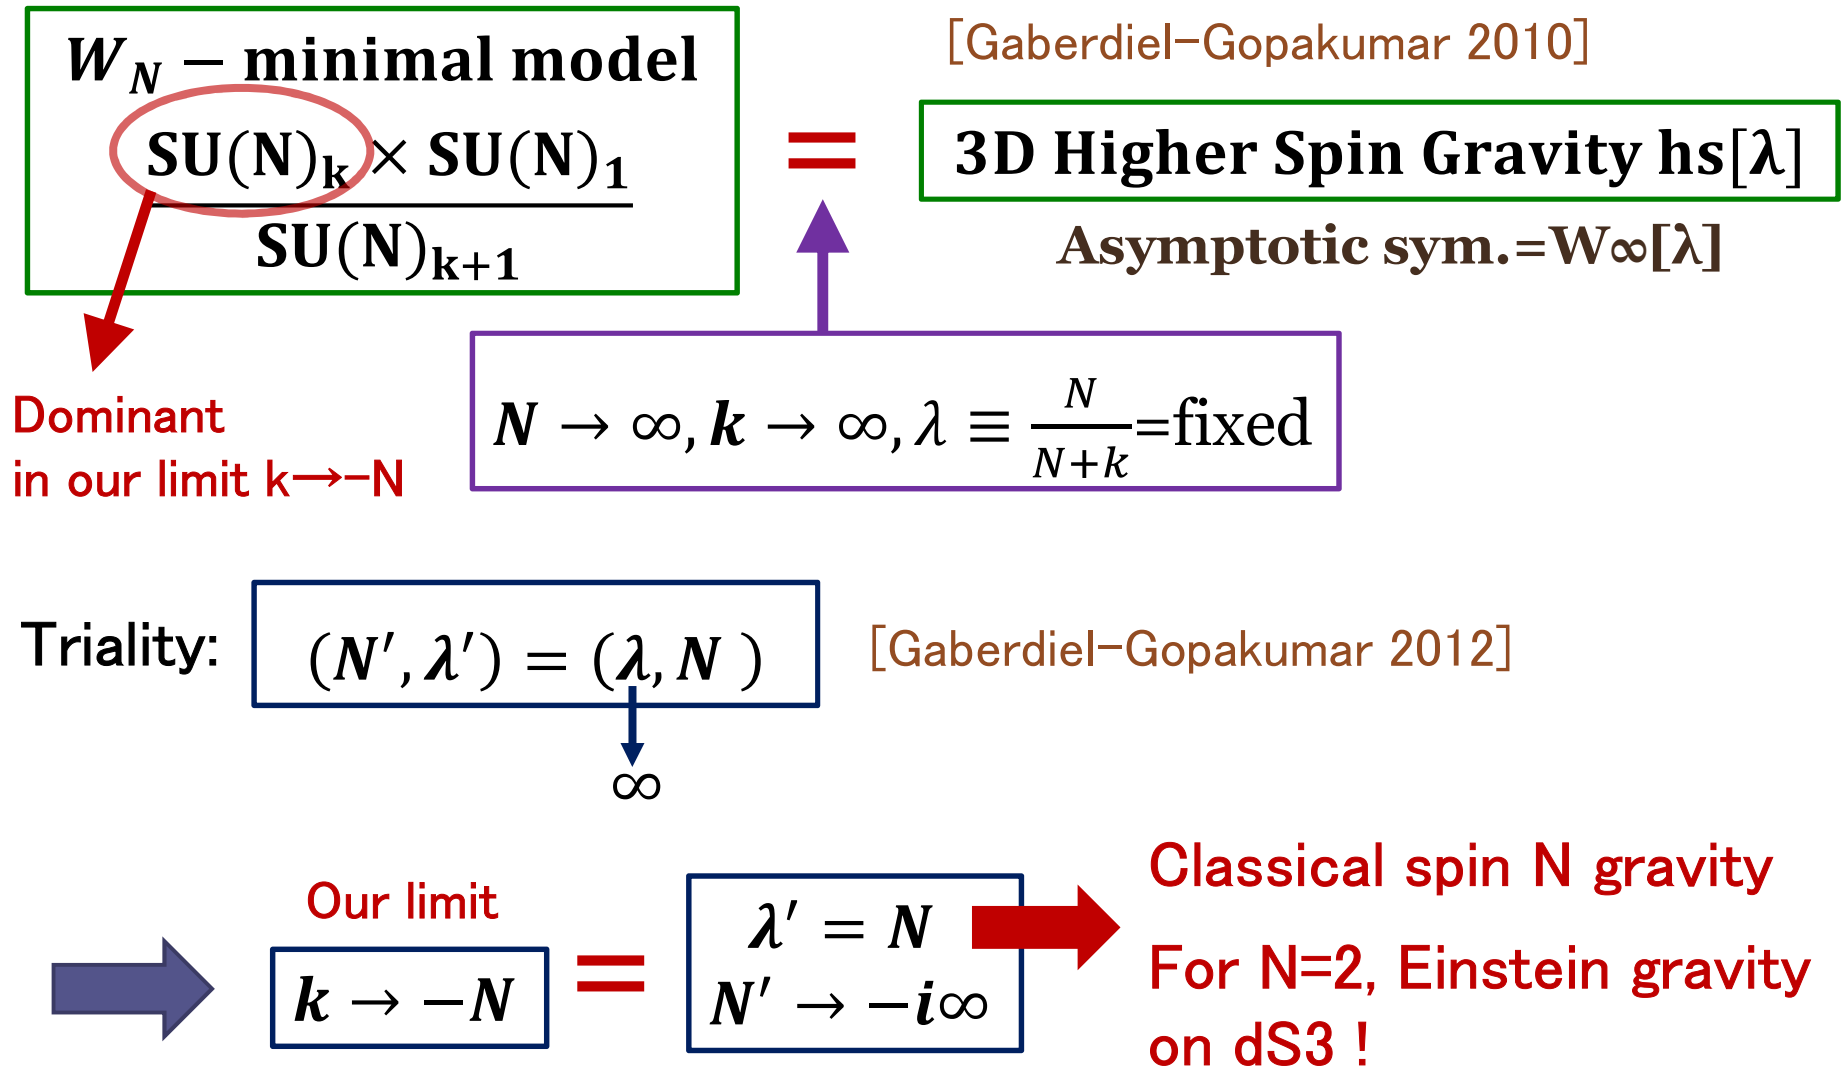 W_N − minimal model
SU(N)_k × SU(N)_1
SU(N)_{k+1}
=
[Gaberdiel-Gopakumar 2010]
3D Higher Spin Gravity hs[λ]
Asymptotic sym.=W∞[λ]
N → ∞, k → ∞, λ ≡ N/(N+k)=fixed
Dominant
in our limit k→−N
Triality:
(N′, λ′) = (λ, N )
[Gaberdiel-Gopakumar 2012]
∞
Our limit
k → −N
=
λ′ = N
N′ → −i∞
Classical spin N gravity
For N=2, Einstein gravity
on dS3 !